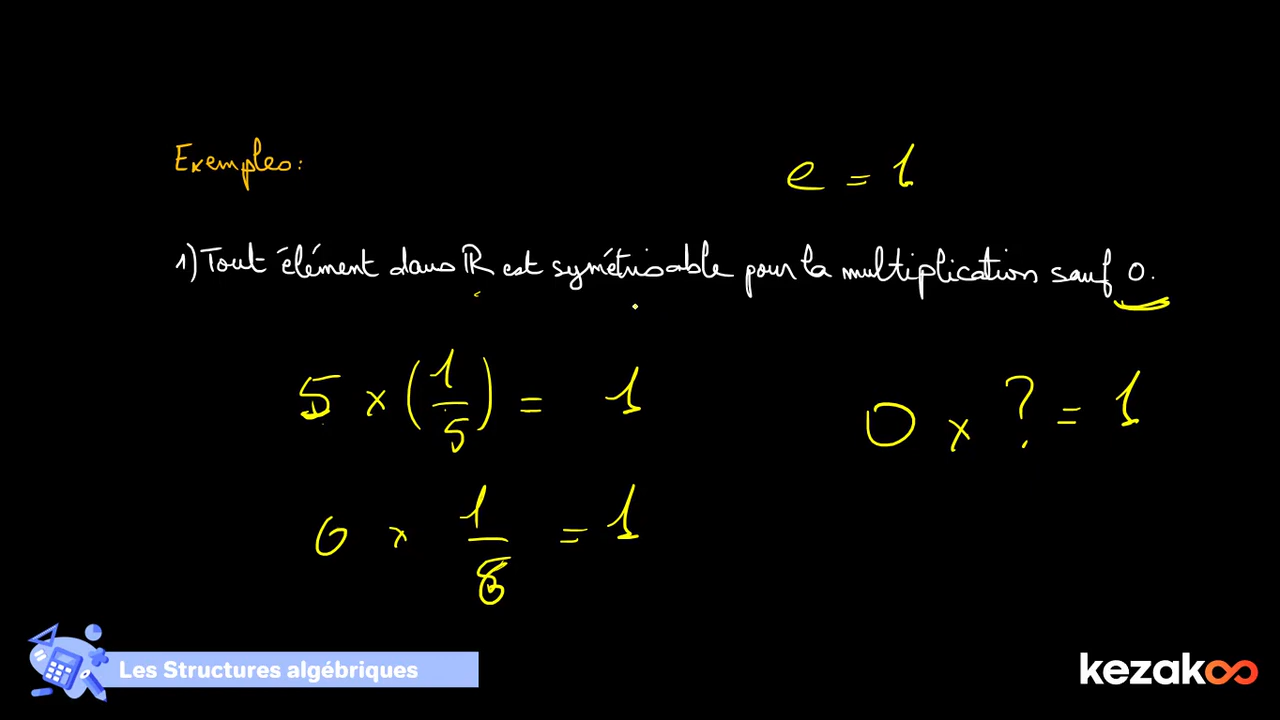 Exemples:
e = 1
1) Tout élément dans ℝ est symétrisable pour la multiplication sauf 0.
5 × (1/5) = 1
0 × ? = 1
6 × 1/8 = 1
Les Structures algébriques
kezakoo